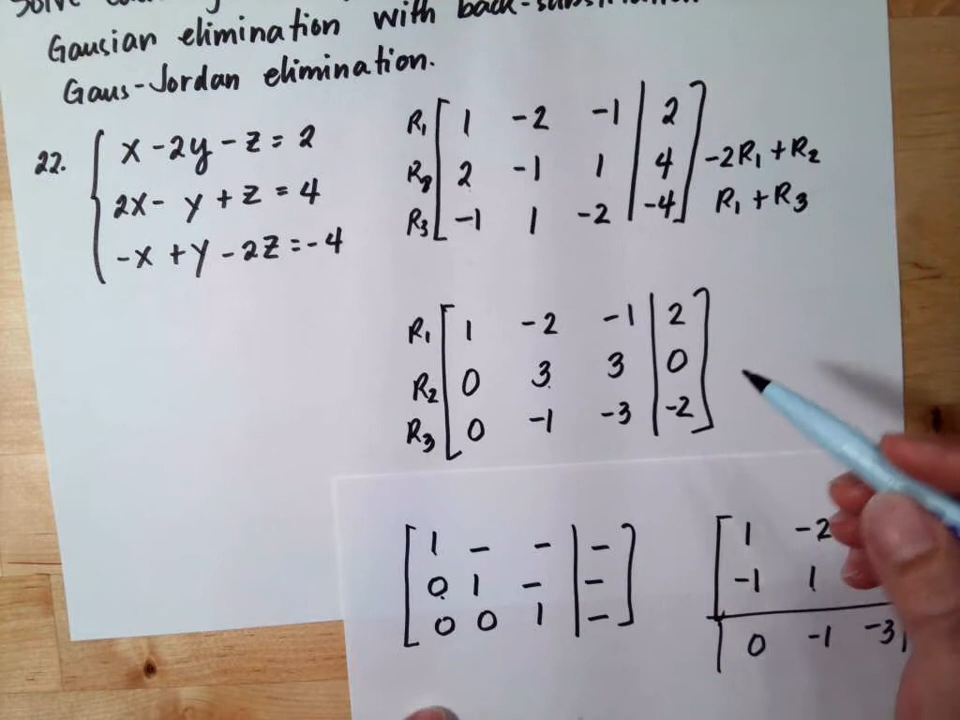 Solve
with back-substitution
Gausian elimination
Gaus-Jordan elimination.
22. { x - 2y - z = 2
2x - y + z = 4
-x + y - 2z = -4
R1 [ 1 -2 -1 | 2 ]
R2 [ 2 -1 1 | 4 ] -2R1 + R2
R3 [ -1 1 -2 | -4 ] R1 + R3
R1 [ 1 -2 -1 | 2 ]
R2 [ 0 3 3 | 0 ]
R3 [ 0 -1 -3 | -2 ]
[ 1 - - | - ]
[ 0 1 - | - ]
[ 0 0 1 | - ]
[ 1 -2
-1 1
0 -1 -3